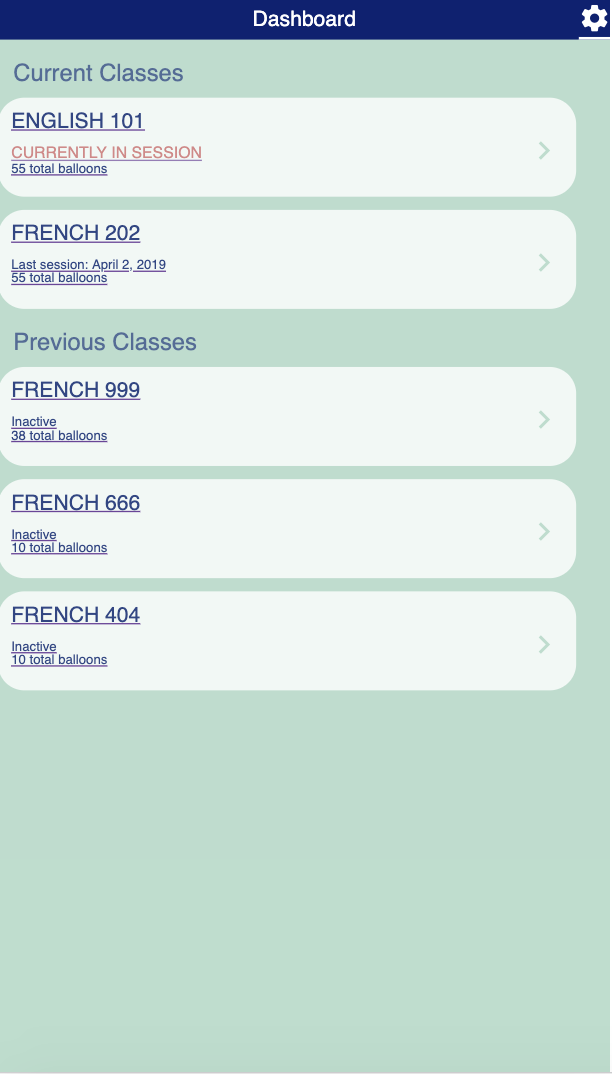 Dashboard
Current Classes
ENGLISH 101
CURRENTLY IN SESSION
55 total balloons
FRENCH 202
Last session: April 2, 2019
55 total balloons
Previous Classes
FRENCH 999
Inactive
38 total balloons
FRENCH 666
Inactive
10 total balloons
FRENCH 404
Inactive
10 total balloons